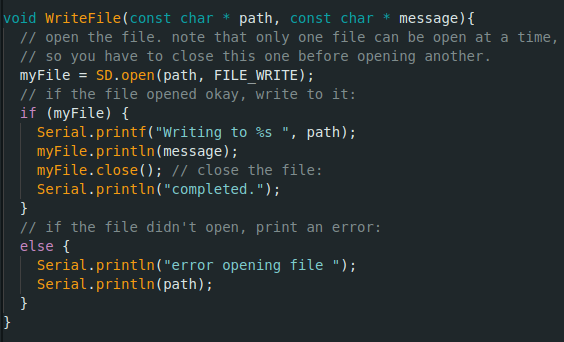 void WriteFile(const char * path, const char * message){
  // open the file. note that only one file can be open at a time,
  // so you have to close this one before opening another.
  myFile = SD.open(path, FILE_WRITE);
  // if the file opened okay, write to it:
  if (myFile) {
    Serial.printf("Writing to %s ", path);
    myFile.println(message);
    myFile.close(); // close the file:
    Serial.println("completed.");
  }
  // if the file didn't open, print an error:
  else {
    Serial.println("error opening file ");
    Serial.println(path);
  }
}